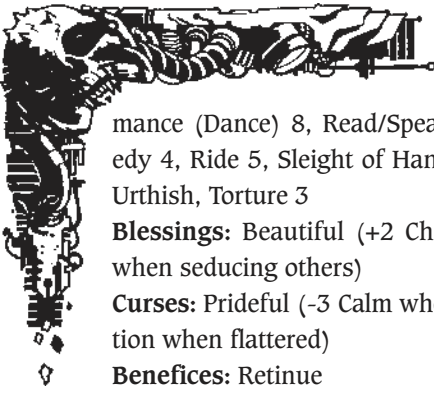 mance (Dance) 8, Read/Spea
edy 4, Ride 5, Sleight of Han
Urthish, Torture 3
Blessings: Beautiful (+2 Ch
when seducing others)
Curses: Prideful (-3 Calm wh
tion when flattered)
Benefices: Retinue